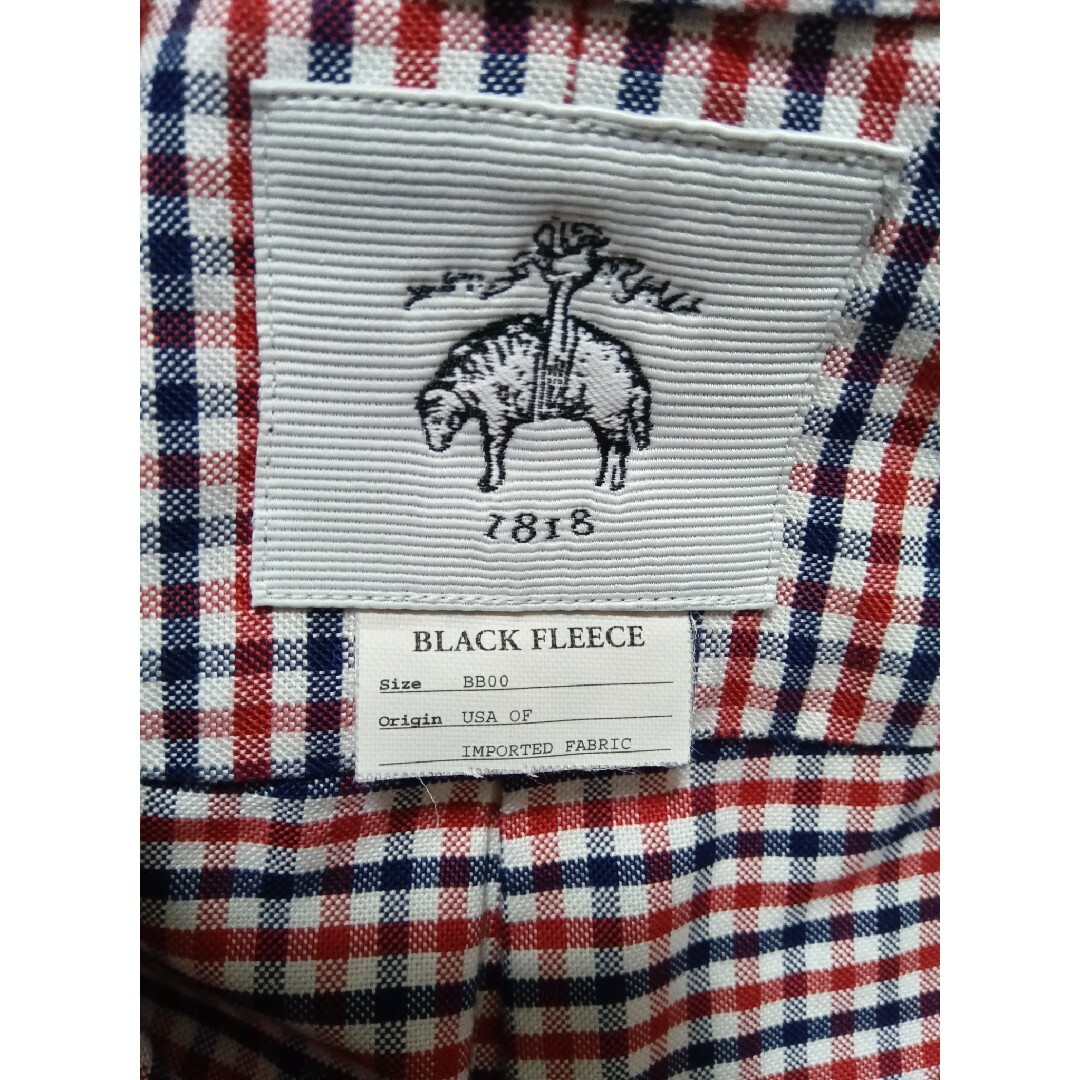 1818
BLACK FLEECE
Size BB00
Origin USA OF
IMPORTED FABRIC